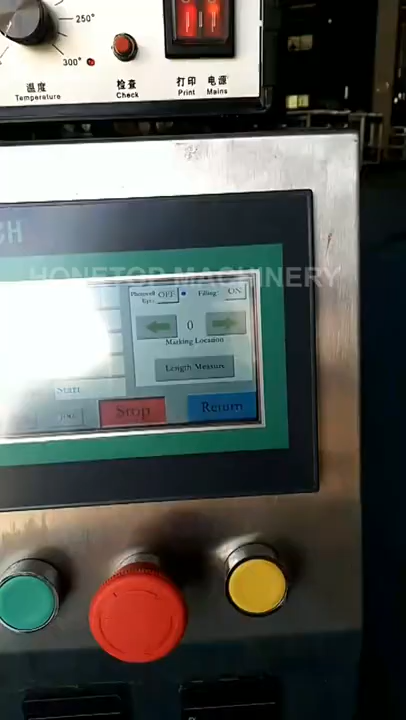 250°
300°
温度
Temperature
检查
Check
打印 电源
Print Mains
CH
HONETOP MACHINERY
OFF
Filling: ON
0
Marking Location
Length Measure
Start
Stop
Return